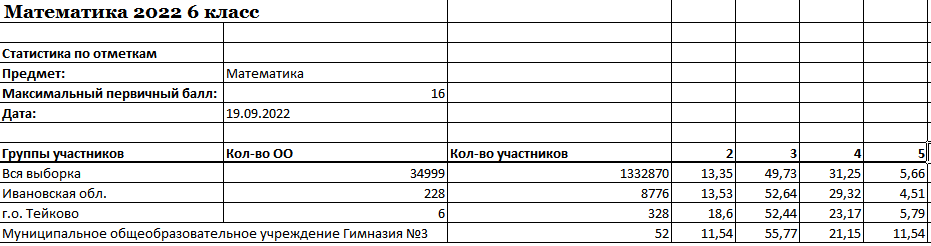 Математика 2022 6 класс
Статистика по отметкам
Предмет: Математика
Максимальный первичный балл: 16
Дата: 19.09.2022
Группы участников Кол-во ОО Кол-во участников 2 3 4 5
Вся выборка 34999 1332870 13,35 49,73 31,25 5,66
Ивановская обл. 228 8776 13,53 52,64 29,32 4,51
г.о. Тейково 6 328 18,6 52,44 23,17 5,79
Муниципальное общеобразовательное учреждение Гимназия №3 52 11,54 55,77 21,15 11,54